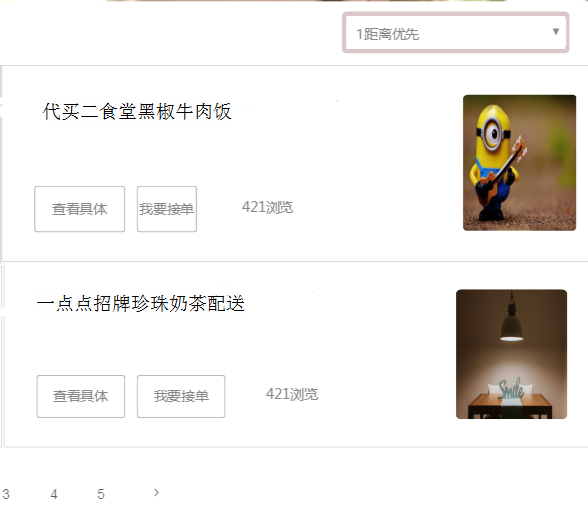 1距离优先
代买二食堂黑椒牛肉饭
查看具体 我要接单 421浏览
一点点招牌珍珠奶茶配送
Smile
查看具体 我要接单 421浏览
3 4 5 >